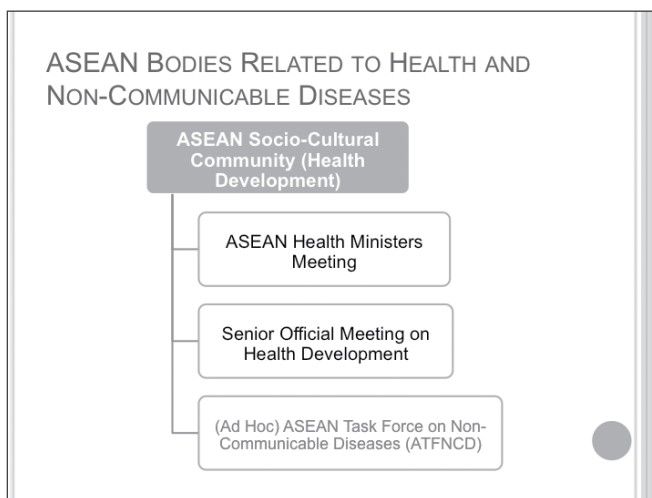 ASEAN BODIES RELATED TO HEALTH AND
NON-COMMUNICABLE DISEASES
ASEAN Socio-Cultural
Community (Health
Development)
ASEAN Health Ministers
Meeting
Senior Official Meeting on
Health Development
(Ad Hoc) ASEAN Task Force on Non-
Communicable Diseases (ATFNCD)